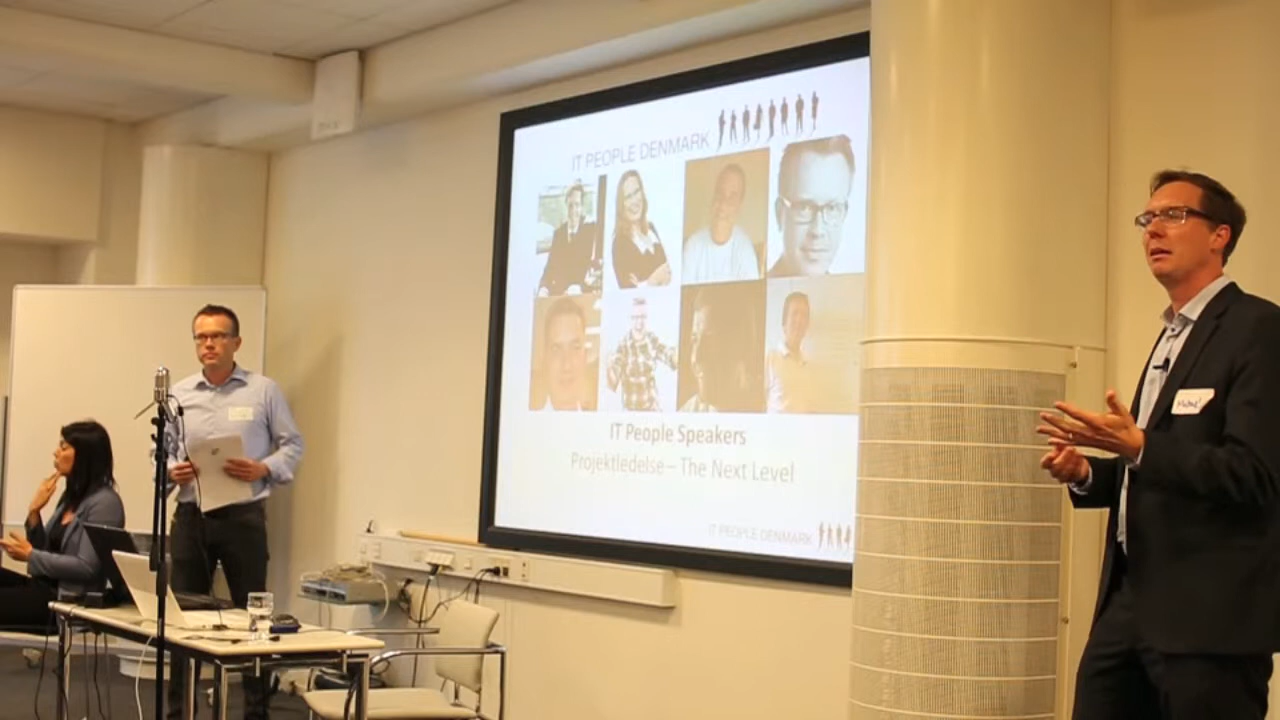 IT PEOPLE DENMARK
IT People Speakers
Projektledelse – The Next Level
IT PEOPLE DENMARK